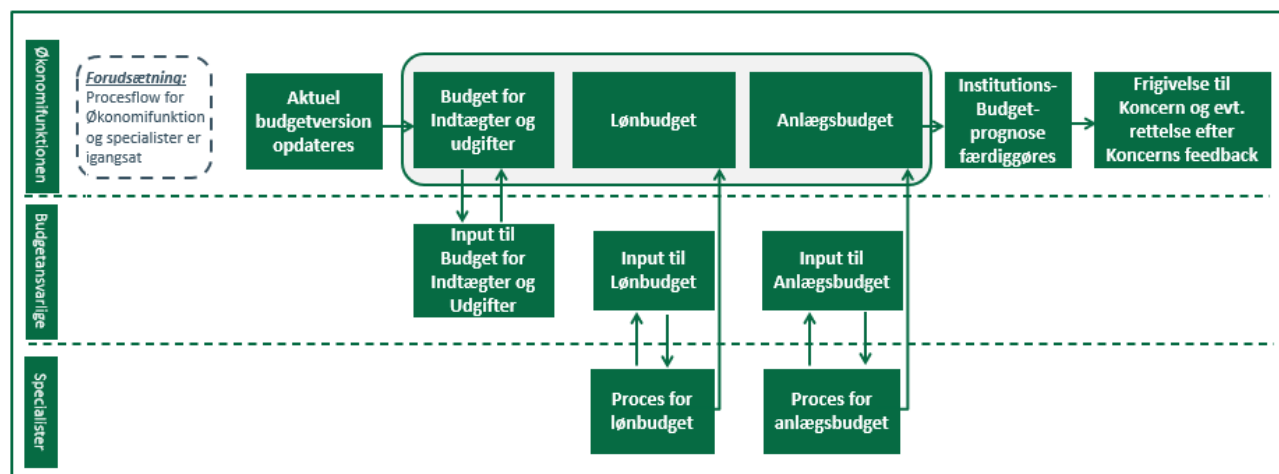 Økonomifunktionen
Forudsætning:
Procesflow for
Økonomifunktion
og specialister er
igangsat
Aktuel
budgetversion
opdateres
Budget for
Indtægter og
udgifter
Lønbudget
Anlægsbudget
Institutions-
Budget-
prognose
færdiggøres
Frigivelse til
Koncern og evt.
rettelse efter
Koncerns feedback
Budgetansvarlige
Input til
Budget for
Indtægter og
Udgifter
Input til
Lønbudget
Input til
Anlægsbudget
Specialister
Proces for
lønbudget
Proces for
anlægsbudget